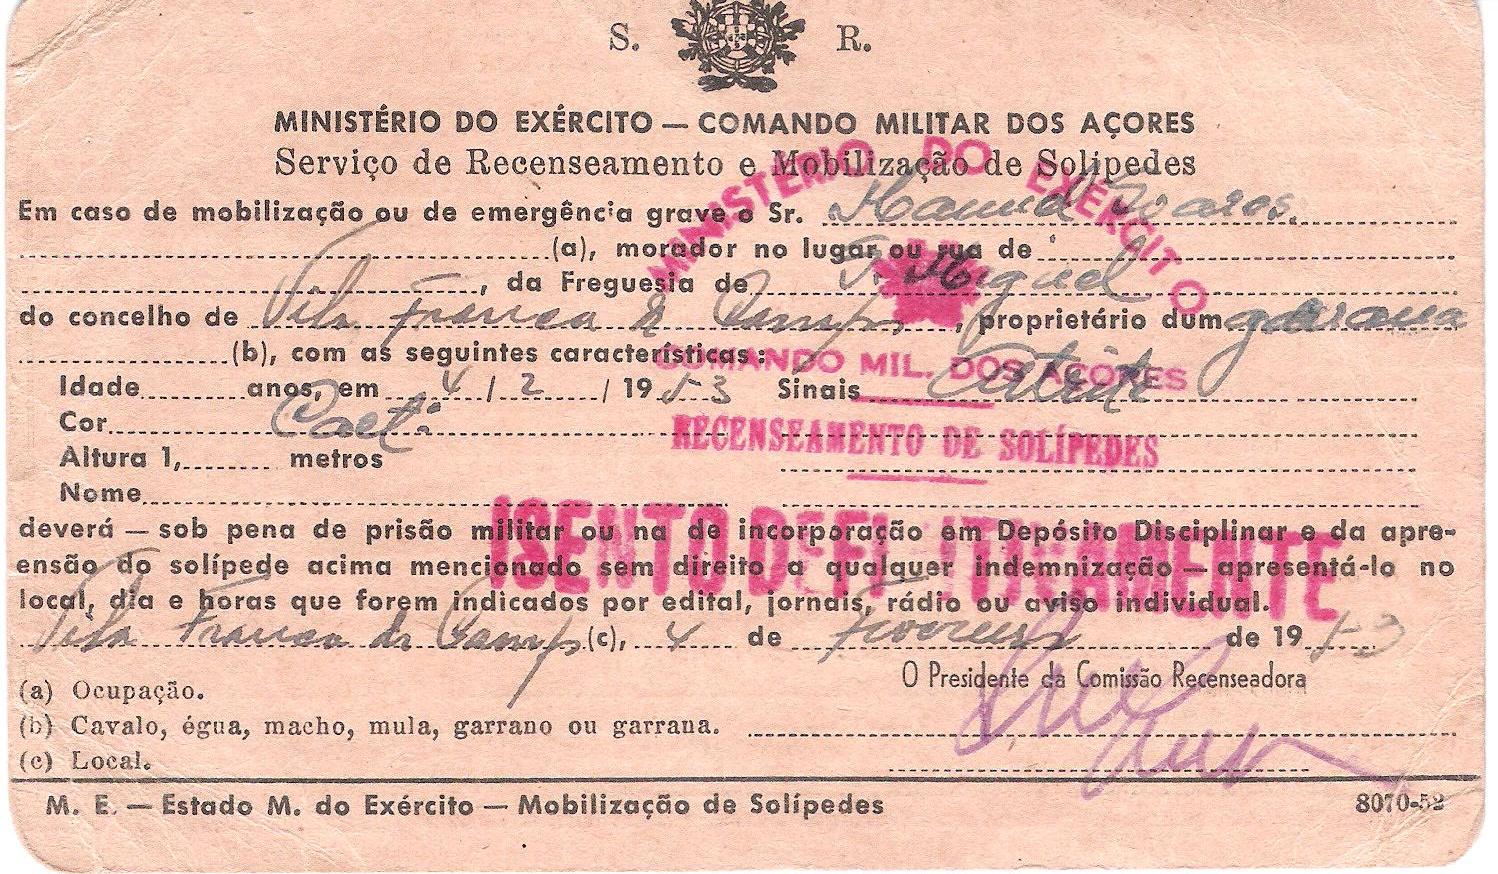 S. R.
MINISTÉRIO DO EXÉRCITO — COMANDO MILITAR DOS AÇORES
Serviço de Recenseamento e Mobilização de Solipedes
MINISTÉRIO DO EXÉRCITO
Em caso de mobilização ou de emergência grave o Sr. Manuel Soares.
(a), morador no lugar ou rua de
, da Freguesia de S. Miguel
do concelho de Vila Franca do Campo, proprietário duma garrana
(b), com as seguintes características:
COMANDO MIL. DOS AÇORES
Idade anos, em 4 / 2 / 1953 Sinais
Cor
RECENSEAMENTO DE SOLÍPEDES
Altura 1, metros
Nome
ISENTO DEFINITIVAMENTE
deverá — sob pena de prisão militar ou na de incorporação em Depósito Disciplinar e da apre-
ensão do solípede acima mencionado sem direito a qualquer indemnização — apresentá-lo no
local, dia e horas que forem indicados por edital, jornais, rádio ou aviso individual.
Vila Franca do Campo (c), 4 de Fevereiro de 1953
O Presidente da Comissão Recenseadora
(a) Ocupação.
(b) Cavalo, égua, macho, mula, garrano ou garrana.
(c) Local.
M. E. — Estado M. do Exército — Mobilização de Solípedes 8070-52